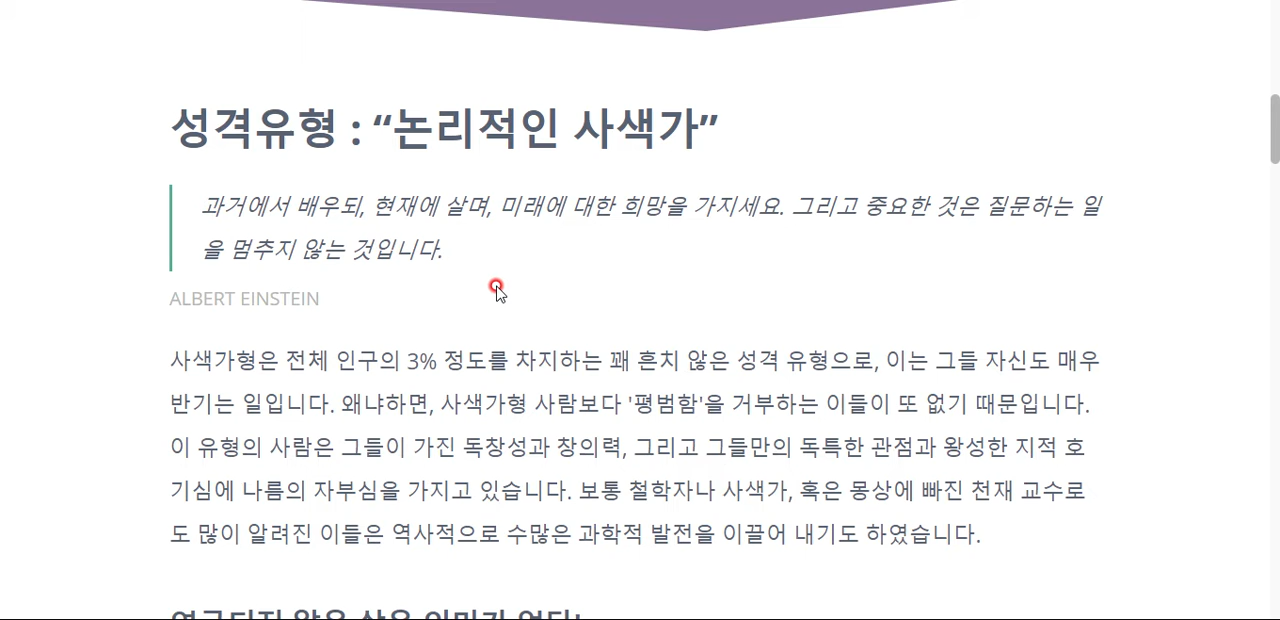 성격유형 : “논리적인 사색가”
과거에서 배우되, 현재에 살며, 미래에 대한 희망을 가지세요. 그리고 중요한 것은 질문하는 일
을 멈추지 않는 것입니다.
ALBERT EINSTEIN
사색가형은 전체 인구의 3% 정도를 차지하는 꽤 흔치 않은 성격 유형으로, 이는 그들 자신도 매우
반기는 일입니다. 왜냐하면, 사색가형 사람보다 '평범함'을 거부하는 이들이 또 없기 때문입니다.
이 유형의 사람은 그들이 가진 독창성과 창의력, 그리고 그들만의 독특한 관점과 왕성한 지적 호
기심에 나름의 자부심을 가지고 있습니다. 보통 철학자나 사색가, 혹은 몽상에 빠진 천재 교수로
도 많이 알려진 이들은 역사적으로 수많은 과학적 발전을 이끌어 내기도 하였습니다.